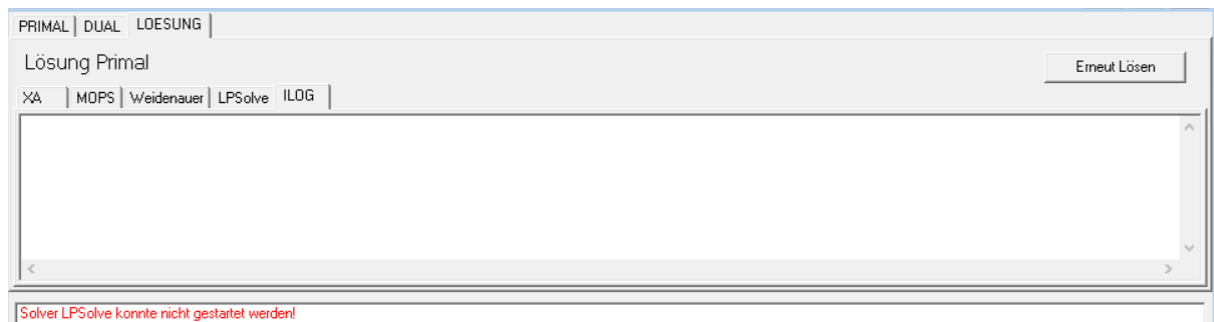 PRIMAL DUAL LOESUNG
Lösung Primal
Erneut Lösen
XA MOPS Weidenauer LPSolve ILOG
Solver LPSolve konnte nicht gestartet werden!